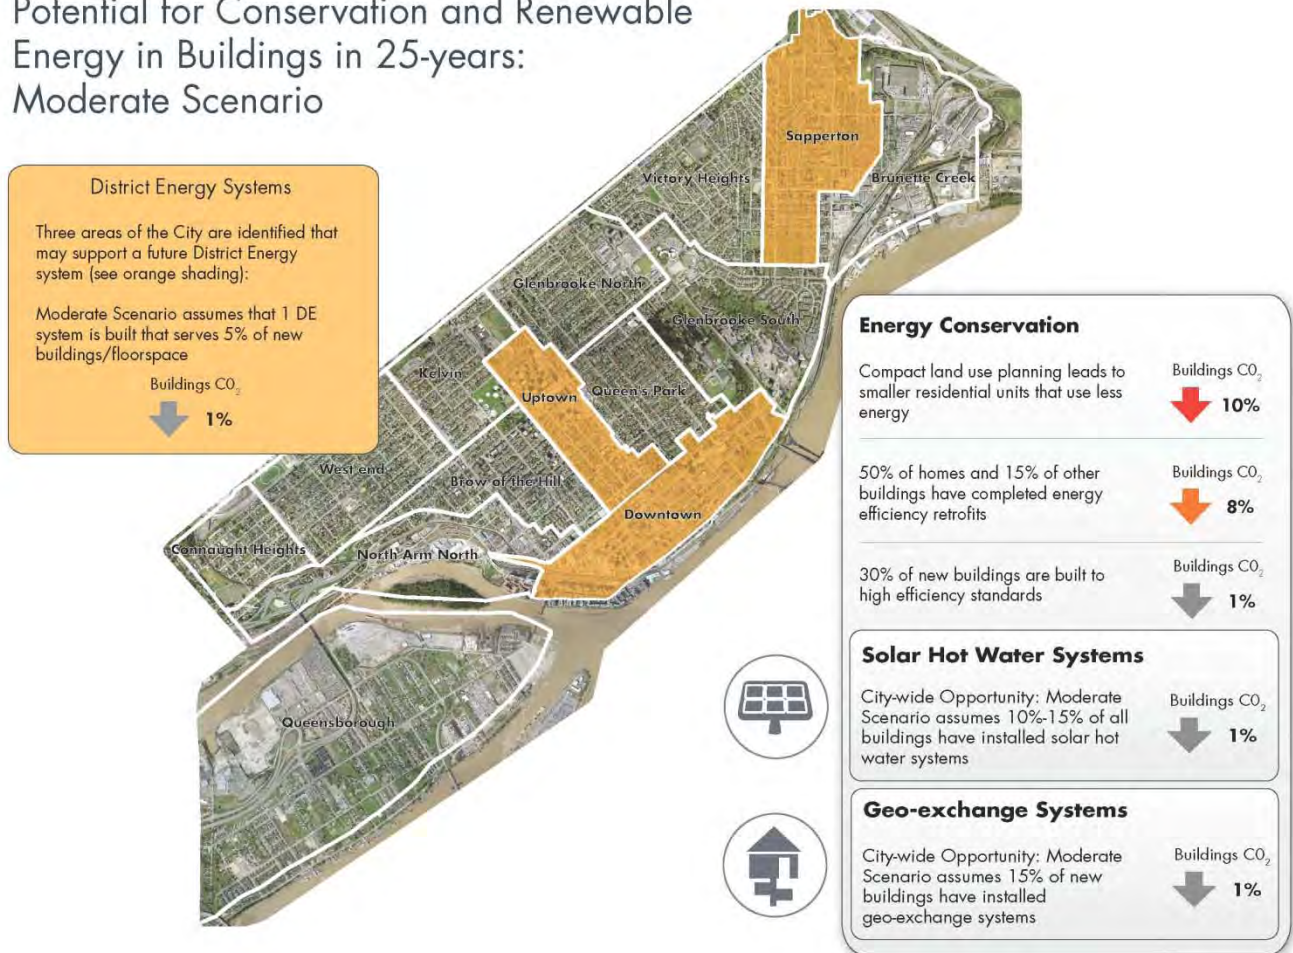 Potential for Conservation and Renewable
Energy in Buildings in 25-years:
Moderate Scenario
District Energy Systems
Three areas of the City are identified that
may support a future District Energy
system (see orange shading):
Moderate Scenario assumes that 1 DE
system is built that serves 5% of new
buildings/floorspace
Buildings C0₂
1%
Sapperton
Victory Heights
Brunette Creek
Glenbrooke North
Glenbrooke South
Kelvin
Uptown
Queen's Park
West end
Brow of the Hill
Downtown
Connaught Heights
North Arm North
Queensborough
Energy Conservation
Compact land use planning leads to
smaller residential units that use less
energy
Buildings C0₂
10%
50% of homes and 15% of other
buildings have completed energy
efficiency retrofits
Buildings C0₂
8%
30% of new buildings are built to
high efficiency standards
Buildings C0₂
1%
Solar Hot Water Systems
City-wide Opportunity: Moderate
Scenario assumes 10%-15% of all
buildings have installed solar hot
water systems
Buildings C0₂
1%
Geo-exchange Systems
City-wide Opportunity: Moderate
Scenario assumes 15% of new
buildings have installed
geo-exchange systems
Buildings C0₂
1%